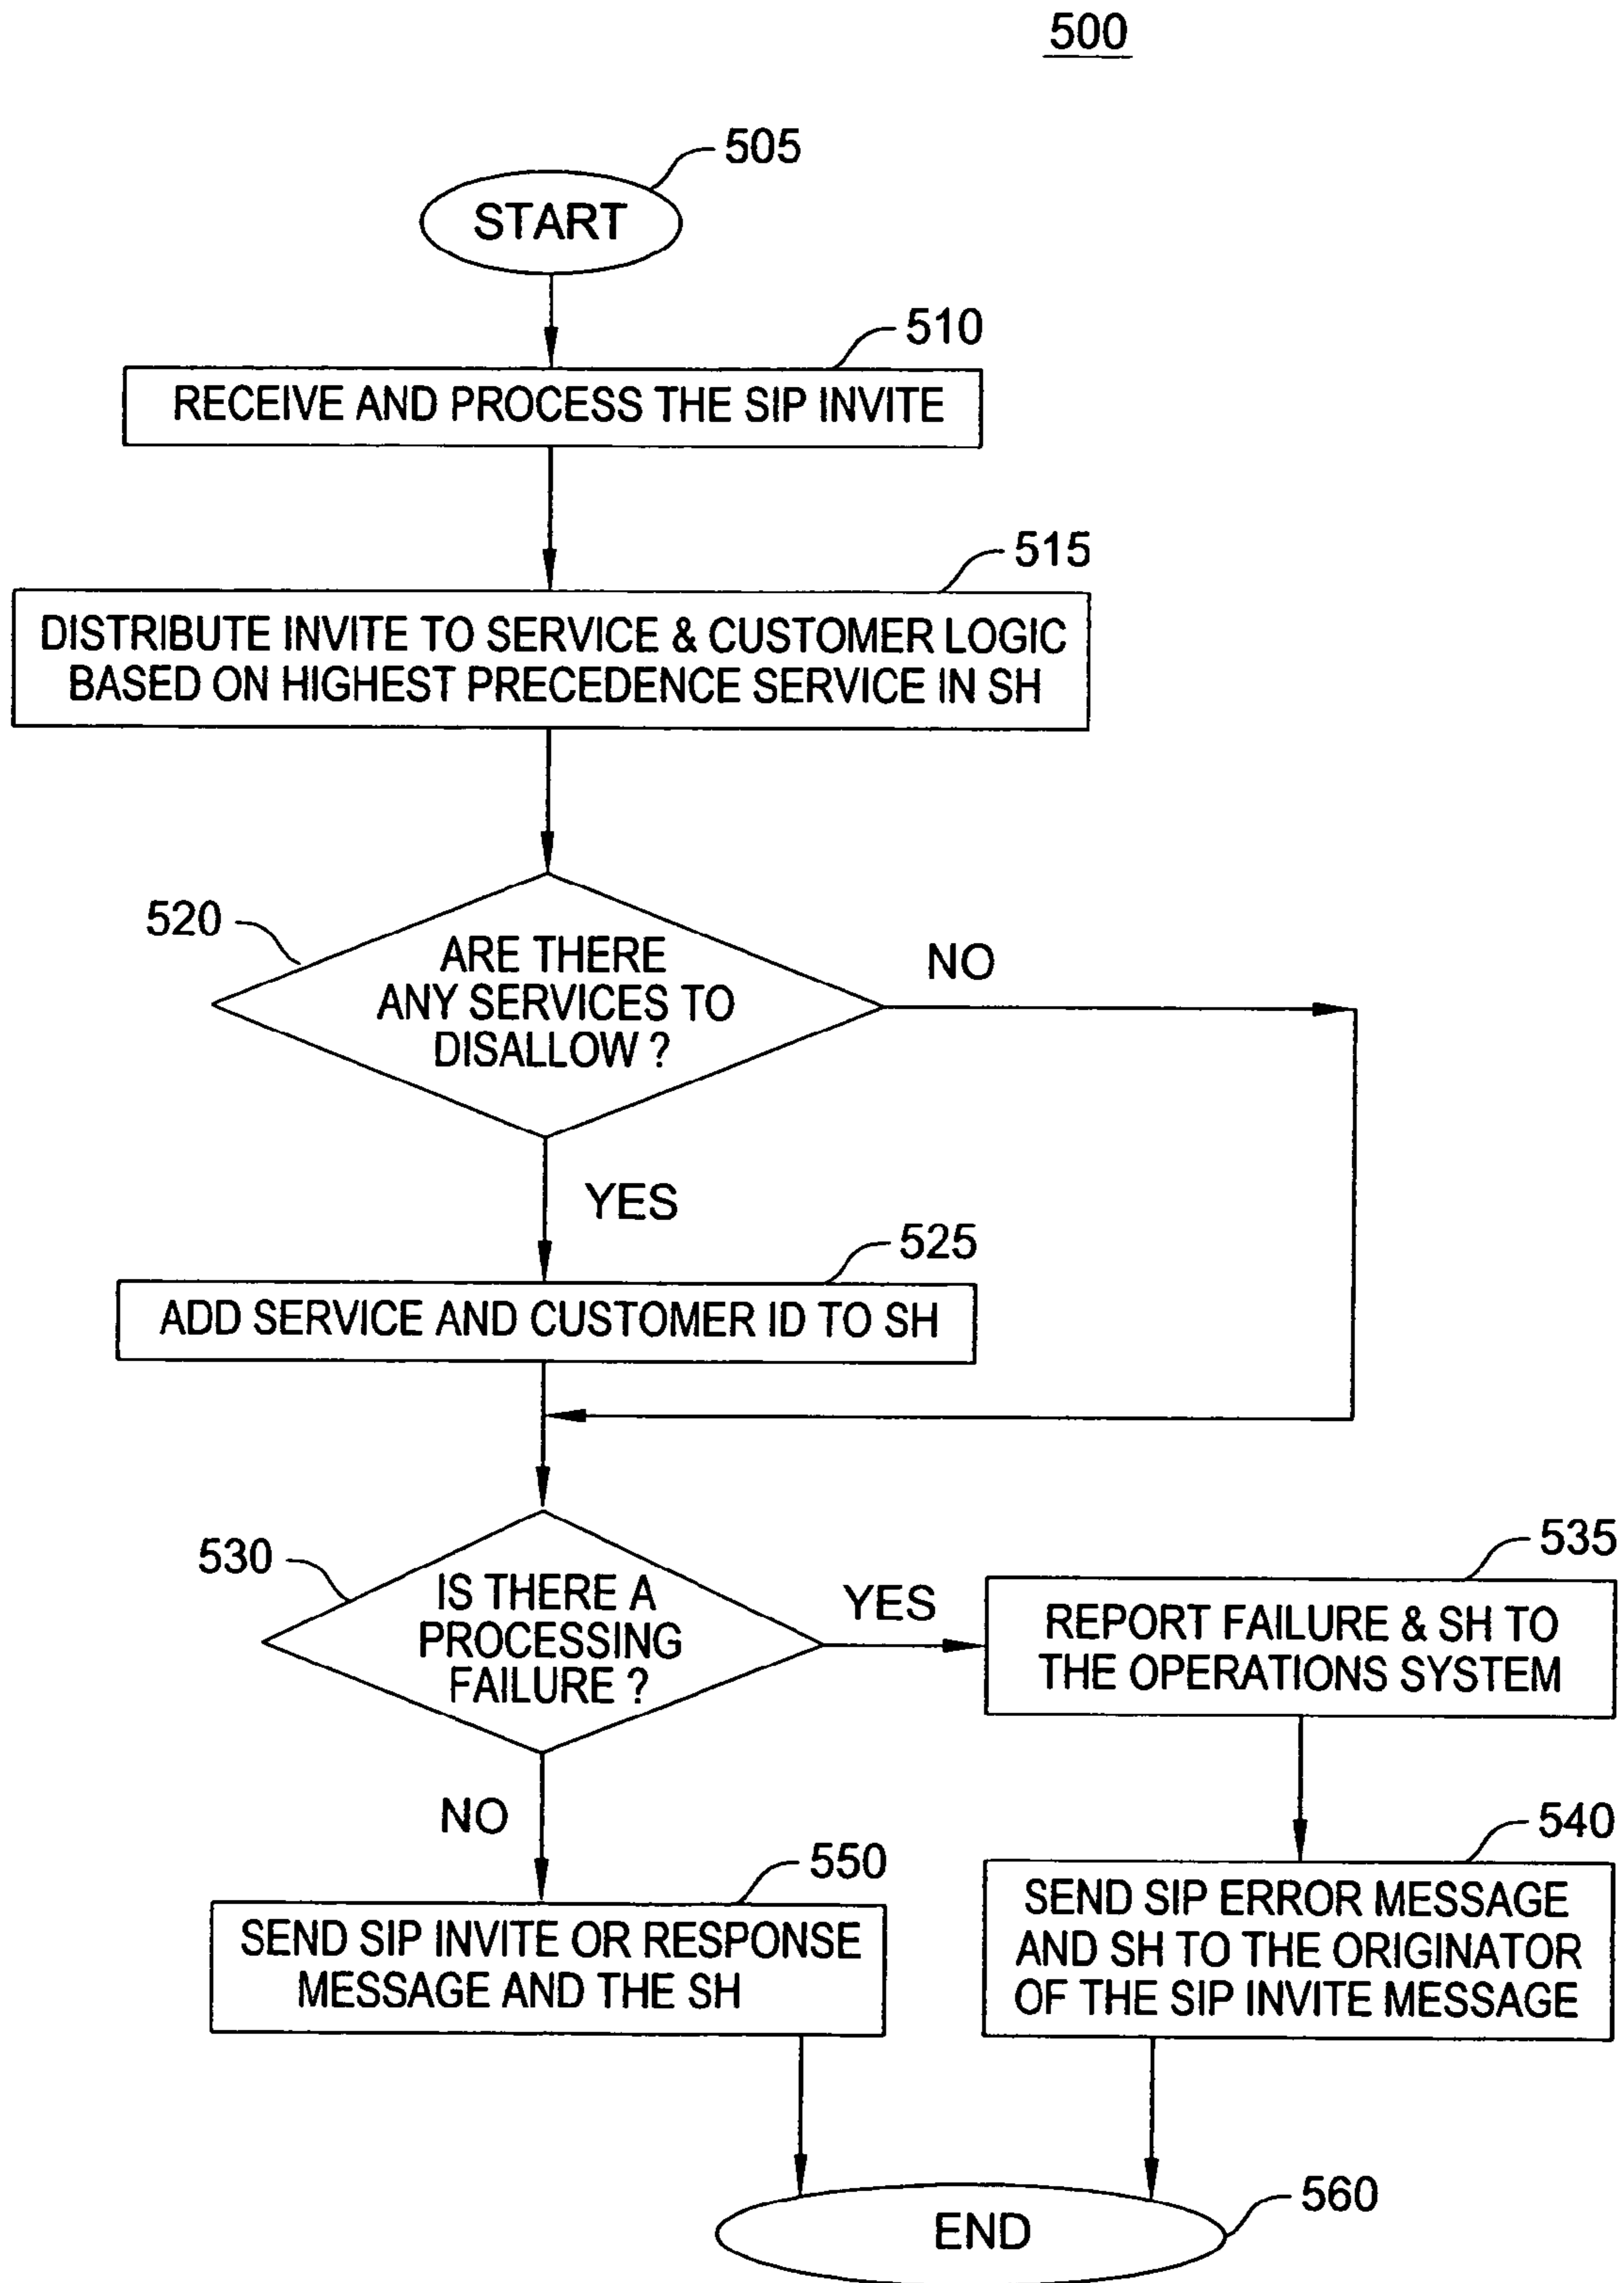 500
505
START
510
RECEIVE AND PROCESS THE SIP INVITE
515
DISTRIBUTE INVITE TO SERVICE & CUSTOMER LOGIC
BASED ON HIGHEST PRECEDENCE SERVICE IN SH
520
ARE THERE
ANY SERVICES TO
DISALLOW ?
NO
YES
525
ADD SERVICE AND CUSTOMER ID TO SH
530
IS THERE A
PROCESSING
FAILURE ?
YES
535
REPORT FAILURE & SH TO
THE OPERATIONS SYSTEM
NO
540
SEND SIP ERROR MESSAGE
AND SH TO THE ORIGINATOR
OF THE SIP INVITE MESSAGE
550
SEND SIP INVITE OR RESPONSE
MESSAGE AND THE SH
560
END